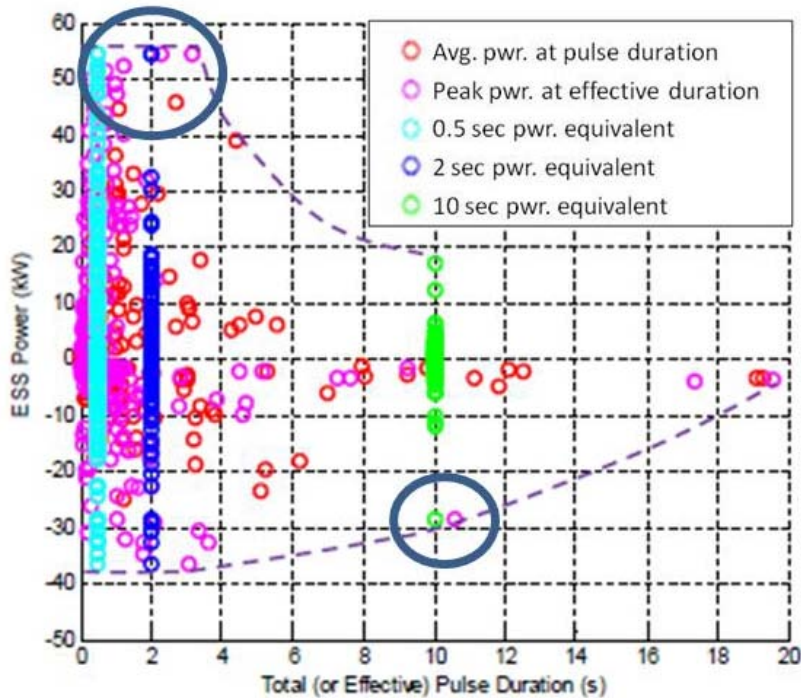 60
50
40
30
20
10
0
-10
-20
-30
-40
-50
ESS Power (kW)
Avg. pwr. at pulse duration
Peak pwr. at effective duration
0.5 sec pwr. equivalent
2 sec pwr. equivalent
10 sec pwr. equivalent
0 2 4 6 8 10 12 14 16 18 20
Total (or Effective) Pulse Duration (s)